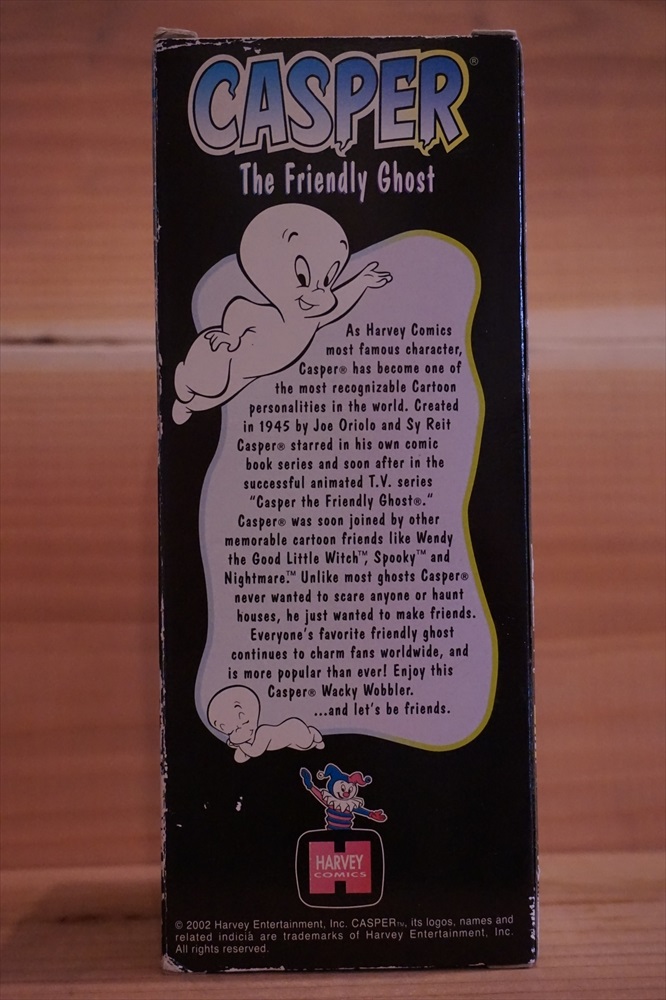 CASPER®
The Friendly Ghost
As Harvey Comics
most famous character,
Casper® has become one of
the most recognizable Cartoon
personalities in the world. Created
in 1945 by Joe Oriolo and Sy Reit
Casper® starred in his own comic
book series and soon after in the
successful animated T.V. series
"Casper the Friendly Ghost®."
Casper® was soon joined by other
memorable cartoon friends like Wendy
the Good Little Witch™, Spooky™ and
Nightmare.™ Unlike most ghosts Casper®
never wanted to scare anyone or haunt
houses, he just wanted to make friends.
Everyone's favorite friendly ghost
continues to charm fans worldwide, and
is more popular than ever! Enjoy this
Casper® Wacky Wobbler.
...and let's be friends.
HARVEY
COMICS
© 2002 Harvey Entertainment, Inc. CASPER™, its logos, names and
related indicia are trademarks of Harvey Entertainment, Inc.
All rights reserved.